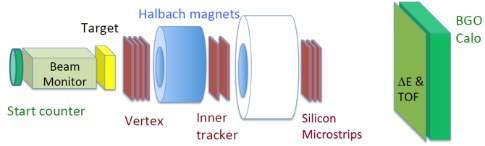 Halbach magnets
BGO
Calo
Target
Beam
Monitor
ΔE &
TOF
Start counter
Vertex
Inner
tracker
Silicon
Microstrips